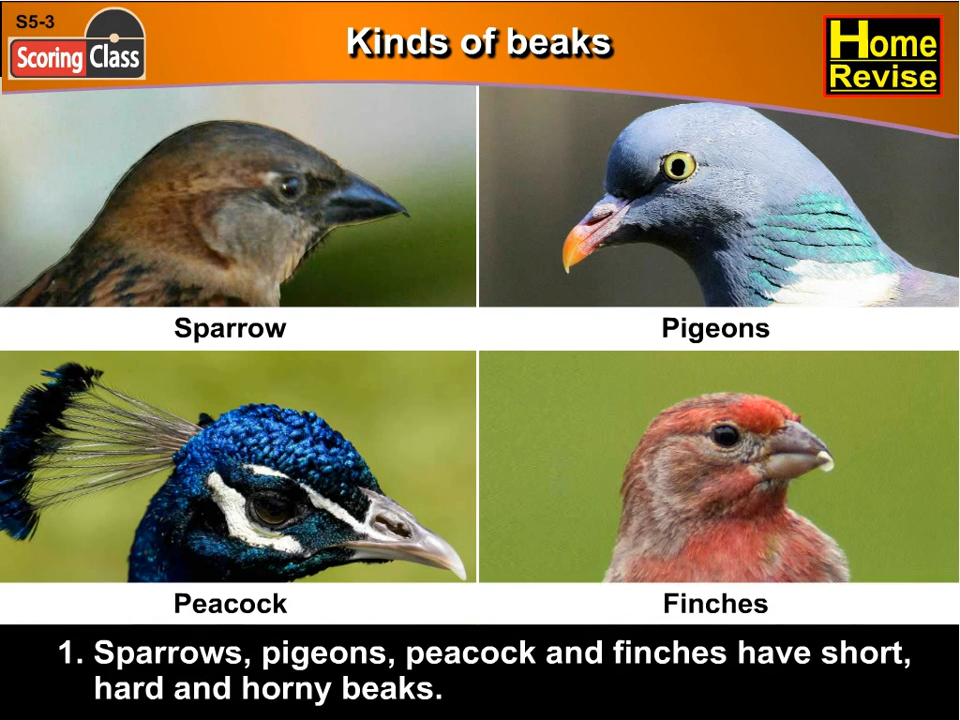 S5-3
Scoring Class
Kinds of beaks
Home
Revise
Sparrow
Pigeons
Peacock
Finches
1. Sparrows, pigeons, peacock and finches have short,
hard and horny beaks.